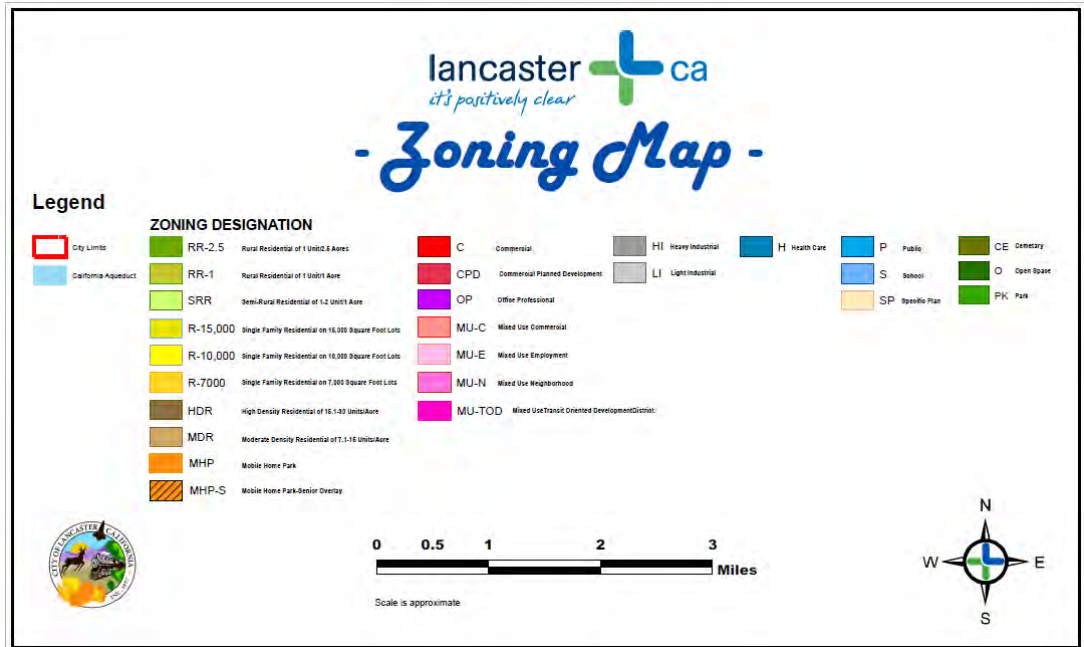 lancaster ca
it's positively clear
- Zoning Map -
Legend
City Limits
California Aqueduct
ZONING DESIGNATION
RR-2.5 Rural Residential of 1 Unit/2.5 Acres
RR-1 Rural Residential of 1 Unit/1 Acre
SRR Semi-Rural Residential of 1-2 Unit/1 Acre
R-15,000 Single Family Residential on 15,000 Square Foot Lots
R-10,000 Single Family Residential on 10,000 Square Foot Lots
R-7000 Single Family Residential on 7,000 Square Foot Lots
HDR High Density Residential of 15.1-30 Units/Acre
MDR Moderate Density Residential of 7.1-15 Units/Acre
MHP Mobile Home Park
MHP-S Mobile Home Park-Senior Overlay
C Commercial
CPD Commercial Planned Development
OP Office Professional
MU-C Mixed Use Commercial
MU-E Mixed Use Employment
MU-N Mixed Use Neighborhood
MU-TOD Mixed UseTransit Oriented DevelopmentDistrict
HI Heavy Industrial
LI Light Industrial
H Health Care
P Public
S School
SP Specific Plan
CE Cemetary
O Open Space
PK Park
CITY OF LANCASTER CALIFORNIA
0 0.5 1 2 3
Miles
Scale is approximate
N
W E
S